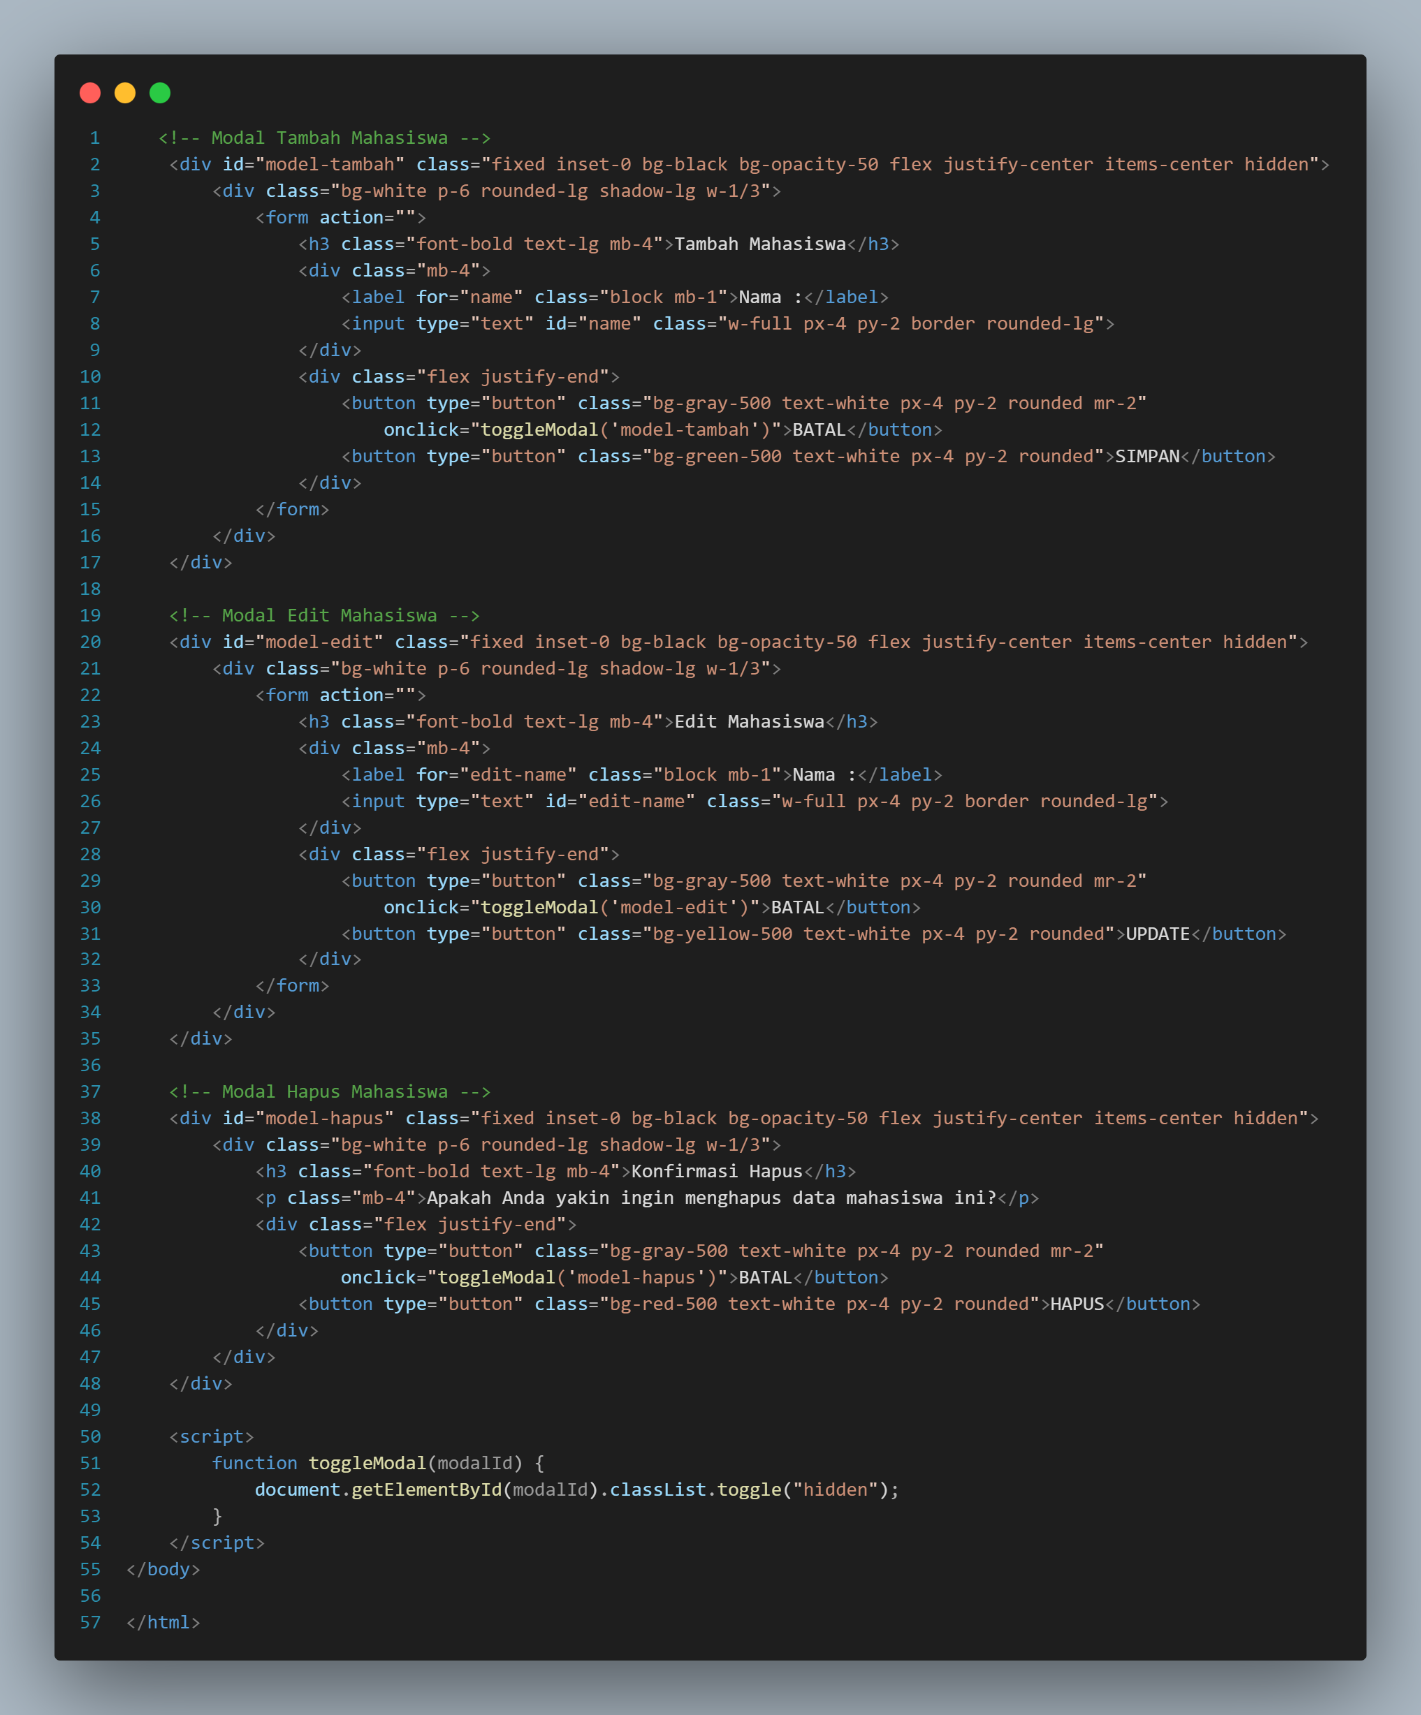 1 <!-- Modal Tambah Mahasiswa -->
2 <div id="model-tambah" class="fixed inset-0 bg-black bg-opacity-50 flex justify-center items-center hidden">
3 <div class="bg-white p-6 rounded-lg shadow-lg w-1/3">
4 <form action="">
5 <h3 class="font-bold text-lg mb-4">Tambah Mahasiswa</h3>
6 <div class="mb-4">
7 <label for="name" class="block mb-1">Nama :</label>
8 <input type="text" id="name" class="w-full px-4 py-2 border rounded-lg">
9 </div>
10 <div class="flex justify-end">
11 <button type="button" class="bg-gray-500 text-white px-4 py-2 rounded mr-2"
12 onclick="toggleModal('model-tambah')">BATAL</button>
13 <button type="button" class="bg-green-500 text-white px-4 py-2 rounded">SIMPAN</button>
14 </div>
15 </form>
16 </div>
17 </div>
18
19 <!-- Modal Edit Mahasiswa -->
20 <div id="model-edit" class="fixed inset-0 bg-black bg-opacity-50 flex justify-center items-center hidden">
21 <div class="bg-white p-6 rounded-lg shadow-lg w-1/3">
22 <form action="">
23 <h3 class="font-bold text-lg mb-4">Edit Mahasiswa</h3>
24 <div class="mb-4">
25 <label for="edit-name" class="block mb-1">Nama :</label>
26 <input type="text" id="edit-name" class="w-full px-4 py-2 border rounded-lg">
27 </div>
28 <div class="flex justify-end">
29 <button type="button" class="bg-gray-500 text-white px-4 py-2 rounded mr-2"
30 onclick="toggleModal('model-edit')">BATAL</button>
31 <button type="button" class="bg-yellow-500 text-white px-4 py-2 rounded">UPDATE</button>
32 </div>
33 </form>
34 </div>
35 </div>
36
37 <!-- Modal Hapus Mahasiswa -->
38 <div id="model-hapus" class="fixed inset-0 bg-black bg-opacity-50 flex justify-center items-center hidden">
39 <div class="bg-white p-6 rounded-lg shadow-lg w-1/3">
40 <h3 class="font-bold text-lg mb-4">Konfirmasi Hapus</h3>
41 <p class="mb-4">Apakah Anda yakin ingin menghapus data mahasiswa ini?</p>
42 <div class="flex justify-end">
43 <button type="button" class="bg-gray-500 text-white px-4 py-2 rounded mr-2"
44 onclick="toggleModal('model-hapus')">BATAL</button>
45 <button type="button" class="bg-red-500 text-white px-4 py-2 rounded">HAPUS</button>
46 </div>
47 </div>
48 </div>
49
50 <script>
51 function toggleModal(modalId) {
52 document.getElementById(modalId).classList.toggle("hidden");
53 }
54 </script>
55 </body>
56
57 </html>